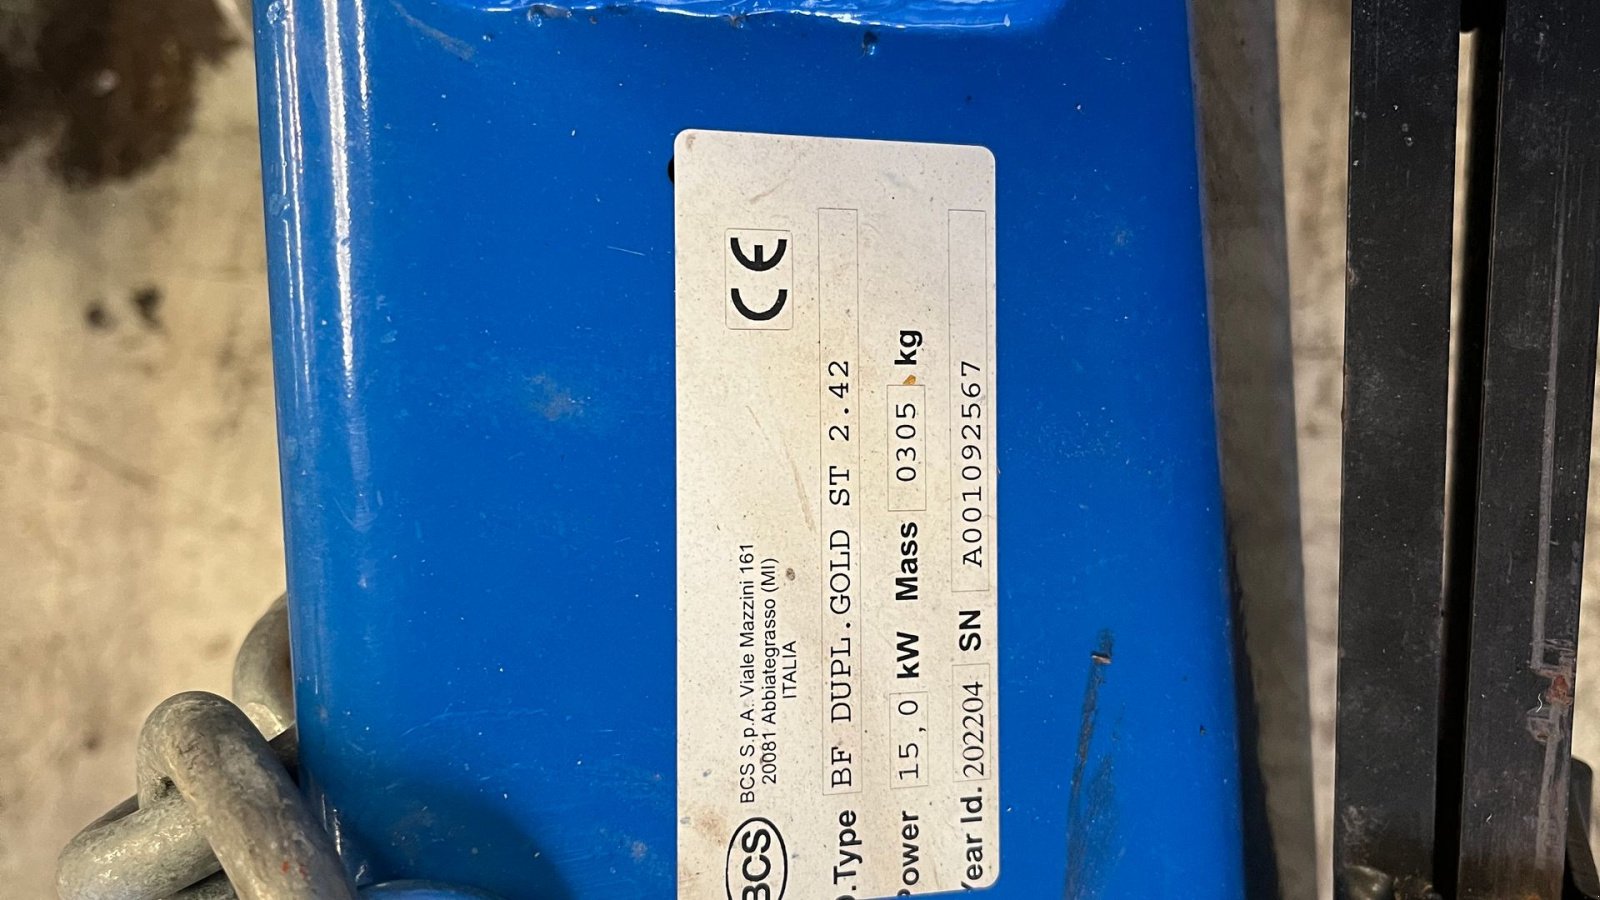 BCS
BCS S.p.A. Viale Mazzini 161
20081 Abbiategrasso (MI)
ITALIA
CE
.Type BF DUPL.GOLD ST 2.42
Power 15,0 kW Mass 0305 kg
Year Id. 202204 SN A001092567